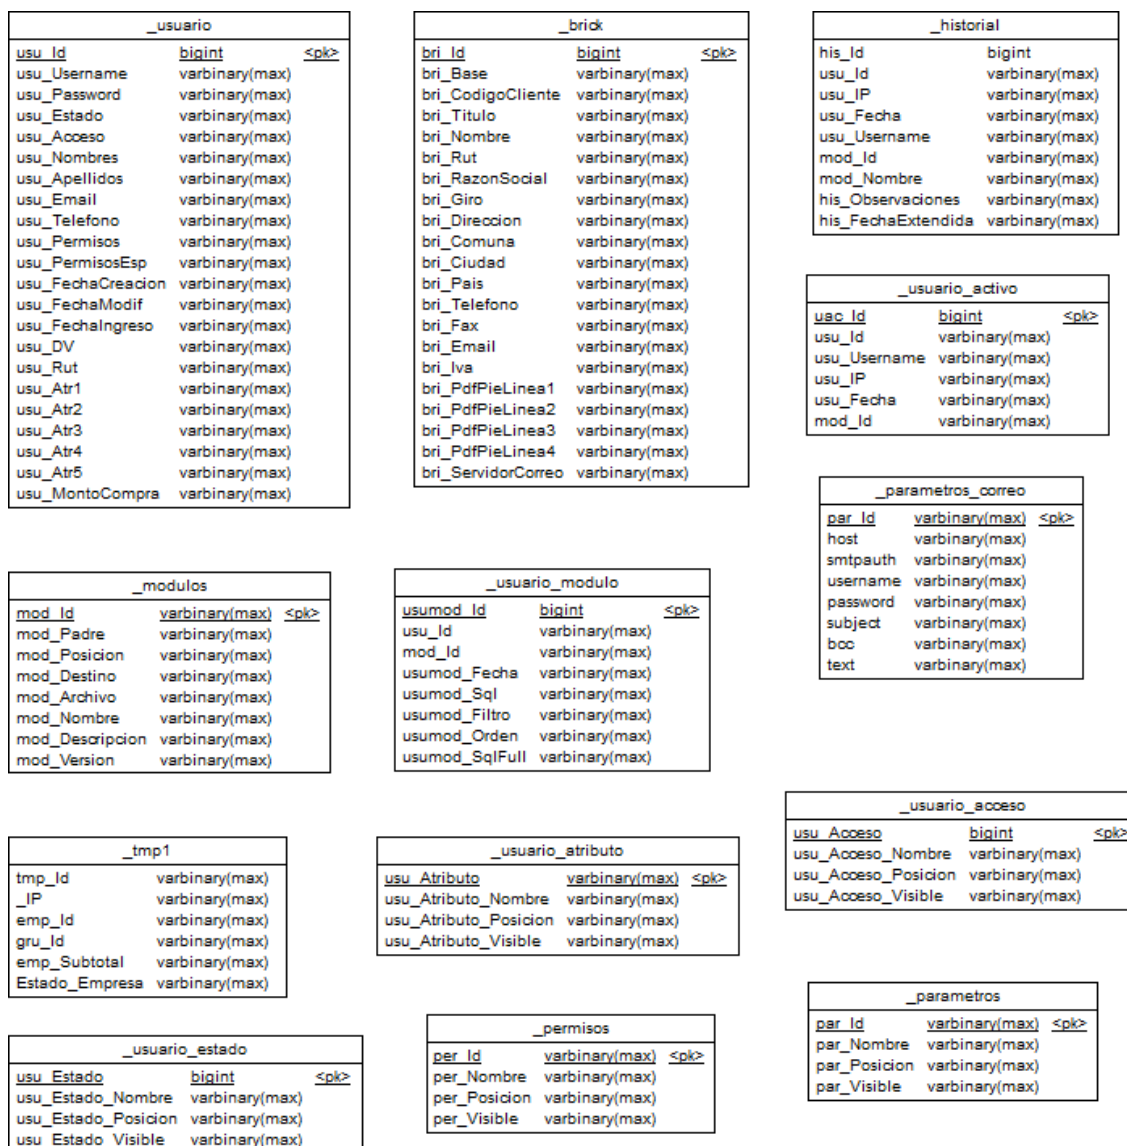 _usuario
usu_Id bigint <pk>
usu_Username varbinary(max)
usu_Password varbinary(max)
usu_Estado varbinary(max)
usu_Acceso varbinary(max)
usu_Nombres varbinary(max)
usu_Apellidos varbinary(max)
usu_Email varbinary(max)
usu_Telefono varbinary(max)
usu_Permisos varbinary(max)
usu_PermisosEsp varbinary(max)
usu_FechaCreacion varbinary(max)
usu_FechaModif varbinary(max)
usu_FechaIngreso varbinary(max)
usu_DV varbinary(max)
usu_Rut varbinary(max)
usu_Atr1 varbinary(max)
usu_Atr2 varbinary(max)
usu_Atr3 varbinary(max)
usu_Atr4 varbinary(max)
usu_Atr5 varbinary(max)
usu_MontoCompra varbinary(max)
_brick
bri_Id bigint <pk>
bri_Base varbinary(max)
bri_CodigoCliente varbinary(max)
bri_Titulo varbinary(max)
bri_Nombre varbinary(max)
bri_Rut varbinary(max)
bri_RazonSocial varbinary(max)
bri_Giro varbinary(max)
bri_Direccion varbinary(max)
bri_Comuna varbinary(max)
bri_Ciudad varbinary(max)
bri_Pais varbinary(max)
bri_Telefono varbinary(max)
bri_Fax varbinary(max)
bri_Email varbinary(max)
bri_Iva varbinary(max)
bri_PdfPieLinea1 varbinary(max)
bri_PdfPieLinea2 varbinary(max)
bri_PdfPieLinea3 varbinary(max)
bri_PdfPieLinea4 varbinary(max)
bri_ServidorCorreo varbinary(max)
_historial
his_Id bigint
usu_Id varbinary(max)
usu_IP varbinary(max)
usu_Fecha varbinary(max)
usu_Username varbinary(max)
mod_Id varbinary(max)
mod_Nombre varbinary(max)
his_Observaciones varbinary(max)
his_FechaExtendida varbinary(max)
_usuario_activo
uac_Id bigint <pk>
usu_Id varbinary(max)
usu_Username varbinary(max)
usu_IP varbinary(max)
usu_Fecha varbinary(max)
mod_Id varbinary(max)
_parametros_correo
par_Id varbinary(max) <pk>
host varbinary(max)
smtpauth varbinary(max)
username varbinary(max)
password varbinary(max)
subject varbinary(max)
bcc varbinary(max)
text varbinary(max)
_modulos
mod_Id varbinary(max) <pk>
mod_Padre varbinary(max)
mod_Posicion varbinary(max)
mod_Destino varbinary(max)
mod_Archivo varbinary(max)
mod_Nombre varbinary(max)
mod_Descripcion varbinary(max)
mod_Version varbinary(max)
_usuario_modulo
usumod_Id bigint <pk>
usu_Id varbinary(max)
mod_Id varbinary(max)
usumod_Fecha varbinary(max)
usumod_Sql varbinary(max)
usumod_Filtro varbinary(max)
usumod_Orden varbinary(max)
usumod_SqlFull varbinary(max)
_usuario_acceso
usu_Acceso bigint <pk>
usu_Acceso_Nombre varbinary(max)
usu_Acceso_Posicion varbinary(max)
usu_Acceso_Visible varbinary(max)
_tmp1
tmp_Id varbinary(max)
_IP varbinary(max)
emp_Id varbinary(max)
gru_Id varbinary(max)
emp_Subtotal varbinary(max)
Estado_Empresa varbinary(max)
_usuario_atributo
usu_Atributo varbinary(max) <pk>
usu_Atributo_Nombre varbinary(max)
usu_Atributo_Posicion varbinary(max)
usu_Atributo_Visible varbinary(max)
_parametros
par_Id varbinary(max) <pk>
par_Nombre varbinary(max)
par_Posicion varbinary(max)
par_Visible varbinary(max)
_usuario_estado
usu_Estado bigint <pk>
usu_Estado_Nombre varbinary(max)
usu_Estado_Posicion varbinary(max)
usu_Estado_Visible varbinary(max)
_permisos
per_Id varbinary(max) <pk>
per_Nombre varbinary(max)
per_Posicion varbinary(max)
per_Visible varbinary(max)